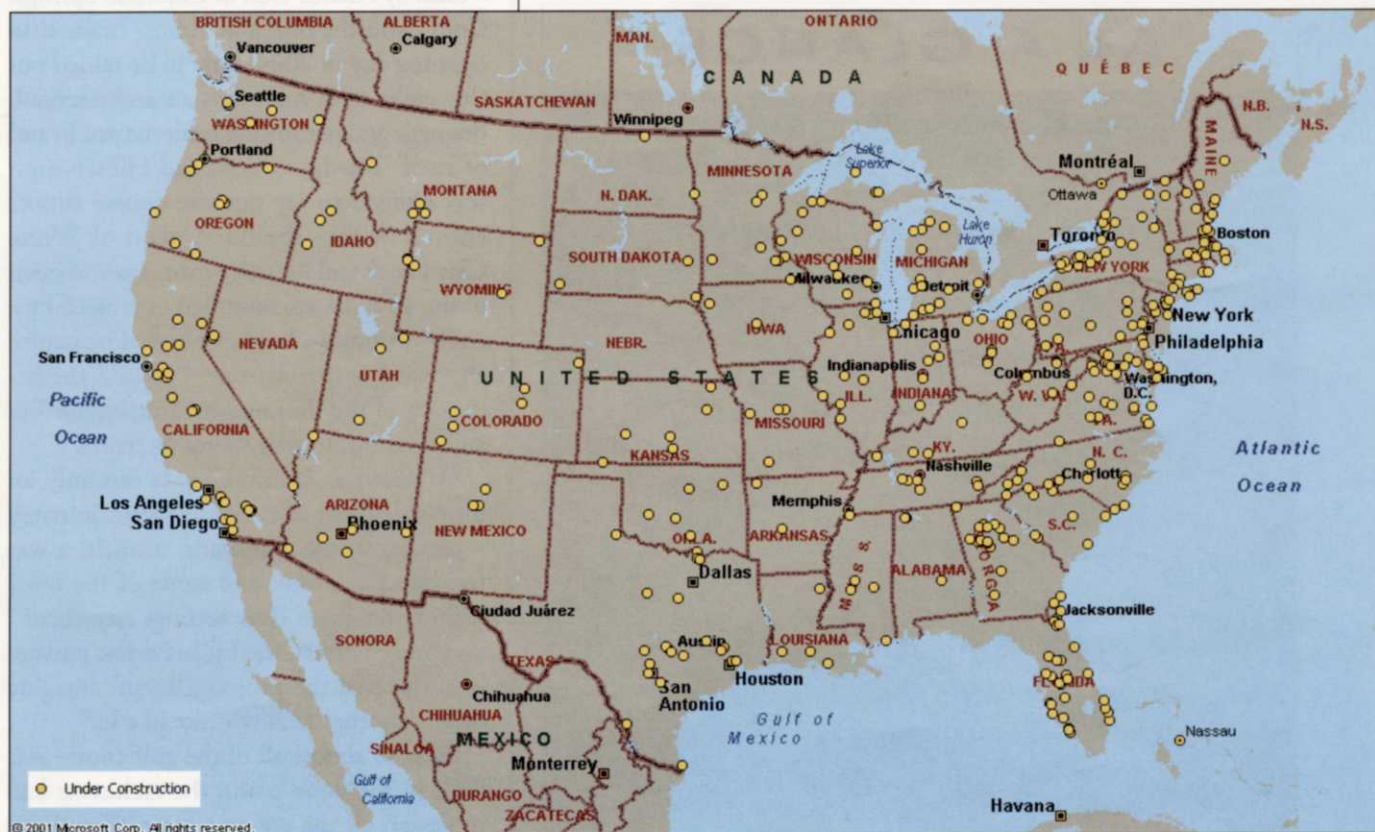 BRITISH COLUMBIA
ALBERTA
ONTARIO
MAN.
Calgary
Vancouver
CANADA
QUÉBEC
Seattle
SASKATCHEWAN
N.B.
Winnipeg
N.S.
WASHINGTON
MAINE
Lake
Superior
Portland
Montréal
MINNESOTA
MONTANA
Ottawa
N. DAK.
OREGON
Lake
Huron
Toronto
Boston
IDAHO
SOUTH DAKOTA
WISCONSIN
MICHIGAN
NEW YORK
Milwaukee
Detroit
WYOMING
New York
Chicago
IOWA
OHIO
NEVADA
NEBR.
Philadelphia
San Francisco
Indianapolis
Columbus
UTAH
UNITED STATES
Washington,
D.C.
Pacific
Ocean
ILL.
INDIANA
W. VA.
COLORADO
MISSOURI
CALIFORNIA
VA.
KY.
Atlantic
Ocean
KANSAS
N. C.
Nashville
Charlott
Los Angeles
ARIZONA
Memphis
San Diego
Phoenix
NEW MEXICO
S.C.
OKLA.
ARKANSAS
MISS.
ALABAMA
GEORGIA
Dallas
Ciudad Juárez
Jacksonville
SONORA
Austin
LOUISIANA
TEXAS
Houston
San
Antonio
Chihuahua
FLORIDA
CHIHUAHUA
Gulf of
Mexico
Nassau
MEXICO
SINALOA
Monterrey
Gulf of
California
Under Construction
DURANGO
Havana
ZACATECAS
© 2001 Microsoft Corp. All rights reserved.